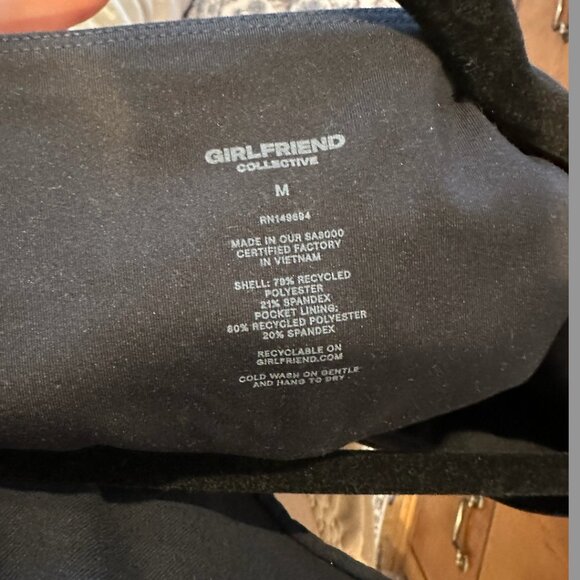 GIRLFRIEND
COLLECTIVE
M
RN149694
MADE IN OUR SA8000
CERTIFIED FACTORY
IN VIETNAM
SHELL: 79% RECYCLED
POLYESTER
21% SPANDEX
POCKET LINING:
80% RECYCLED POLYESTER
20% SPANDEX
RECYCLABLE ON
GIRLFRIEND.COM
COLD WASH ON GENTLE
AND HANG TO DRY